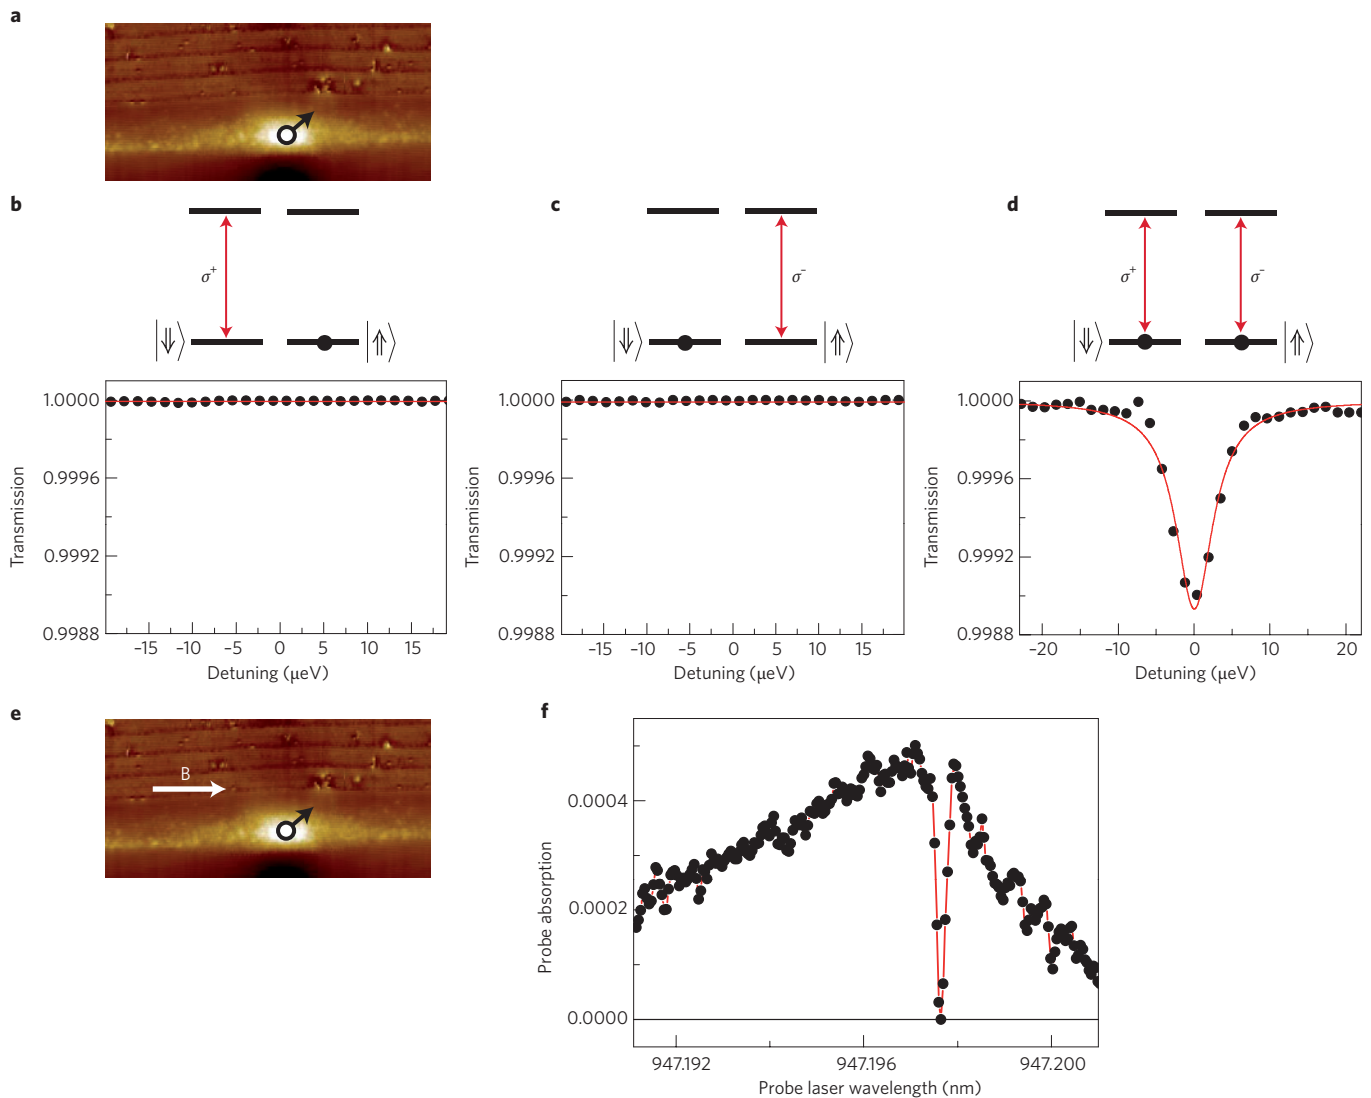 a
b
c
d
σ+
σ-
σ+
σ-
|⇓⟩
|⇑⟩
|⇓⟩
|⇑⟩
|⇓⟩
|⇑⟩
1.0000
0.9996
0.9992
0.9988
Transmission
-15 -10 -5 0 5 10 15
Detuning (μeV)
1.0000
0.9996
0.9992
0.9988
Transmission
-15 -10 -5 0 5 10 15
Detuning (μeV)
1.0000
0.9996
0.9992
0.9988
Transmission
-20 -10 0 10 20
Detuning (μeV)
e
B
f
0.0004
0.0002
0.0000
Probe absorption
947.192 947.196 947.200
Probe laser wavelength (nm)